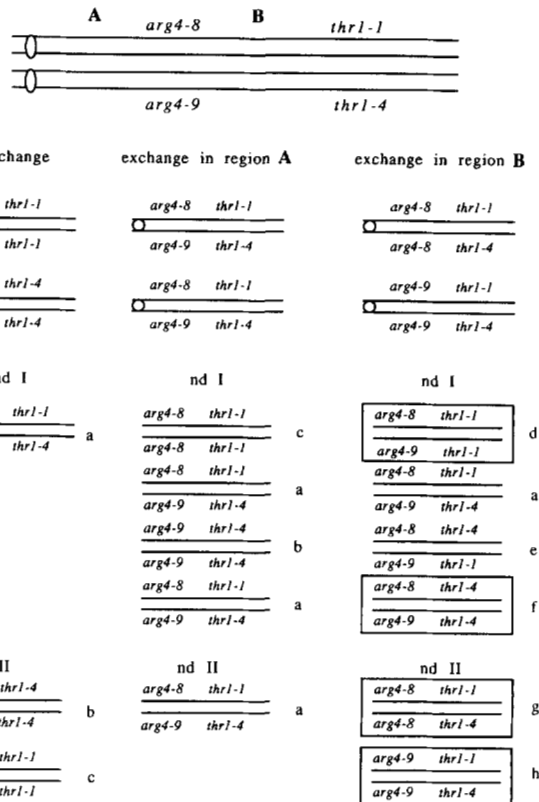 A arg4-8 B thr1-1
arg4-9 thr1-4
change exchange in region A exchange in region B
thr1-1 arg4-8 thr1-1 arg4-8 thr1-1
thr1-1 arg4-9 thr1-4 arg4-8 thr1-4
thr1-4 arg4-8 thr1-1 arg4-9 thr1-1
thr1-4 arg4-9 thr1-4 arg4-9 thr1-4
nd I nd I nd I
thr1-1 a
thr1-4
arg4-8 thr1-1 c
arg4-8 thr1-1
arg4-8 thr1-1 a
arg4-9 thr1-4
arg4-9 thr1-4 b
arg4-9 thr1-4
arg4-8 thr1-1 a
arg4-9 thr1-4
arg4-8 thr1-1 d
arg4-9 thr1-1
arg4-8 thr1-1 a
arg4-9 thr1-4
arg4-8 thr1-4 e
arg4-9 thr1-1
arg4-8 thr1-4 f
arg4-9 thr1-4
II nd II nd II
thr1-4 b
thr1-4
thr1-1 c
thr1-1
arg4-8 thr1-1 a
arg4-9 thr1-4
arg4-8 thr1-1 g
arg4-8 thr1-4
arg4-9 thr1-1 h
arg4-9 thr1-4